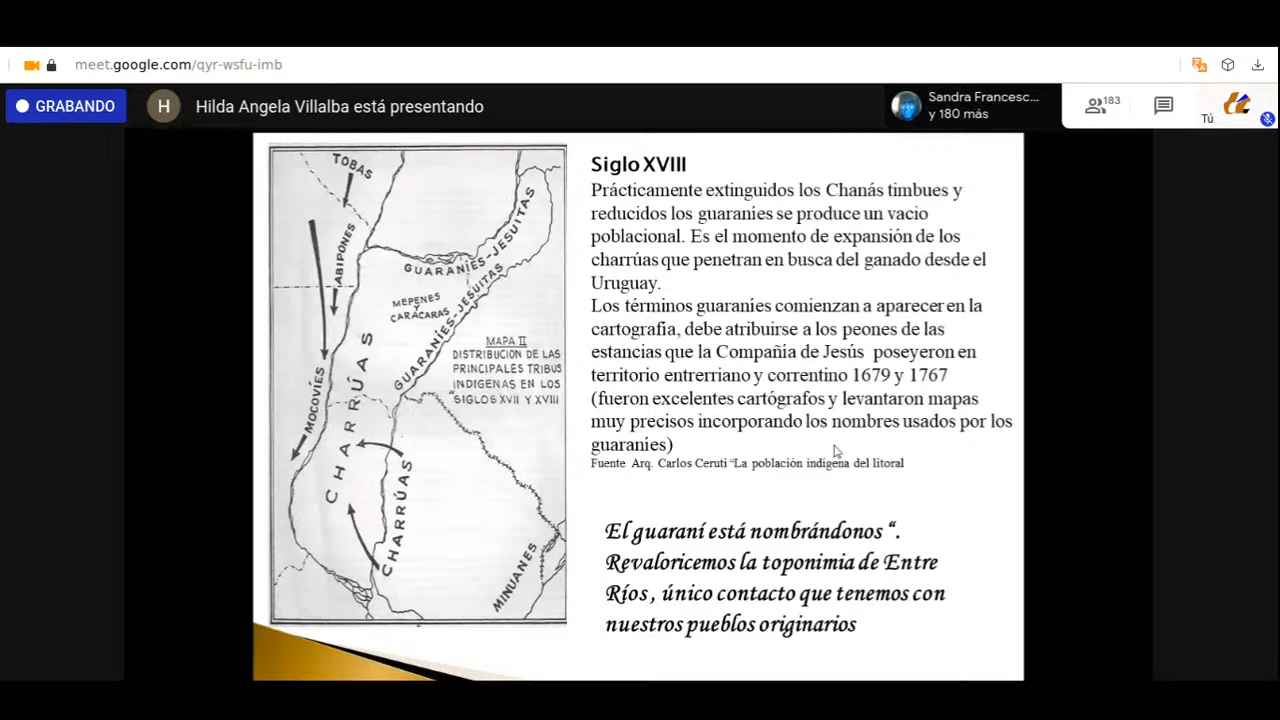 meet.google.com/qyr-wsfu-imb
GRABANDO
H
Hilda Angela Villalba está presentando
Sandra Francesc...
y 180 más
183
Tú
TOBAS
ABIPONES
GUARANÍES-JESUITAS
MEPENES
Y
CARACARAS
GUARANÍES-JESUITAS
MAPA II
DISTRIBUCION DE LAS
PRINCIPALES TRIBUS
INDIGENAS EN LOS
SIGLOS XVII Y XVIII
MOCOVÍES
CHARRÚAS
CHARRÚAS
MINUANES
Siglo XVIII
Prácticamente extinguidos los Chanás timbues y
reducidos los guaraníes se produce un vacio
poblacional. Es el momento de expansión de los
charrúas que penetran en busca del ganado desde el
Uruguay.
Los términos guaraníes comienzan a aparecer en la
cartografía, debe atribuirse a los peones de las
estancias que la Compañía de Jesús poseyeron en
territorio entrerriano y correntino 1679 y 1767
(fueron excelentes cartógrafos y levantaron mapas
muy precisos incorporando los nombres usados por los
guaraníes)
Fuente Arq. Carlos Ceruti “La población indígena del litoral
El guaraní está nombrándonos “.
Revaloricemos la toponimia de Entre
Ríos , único contacto que tenemos con
nuestros pueblos originarios